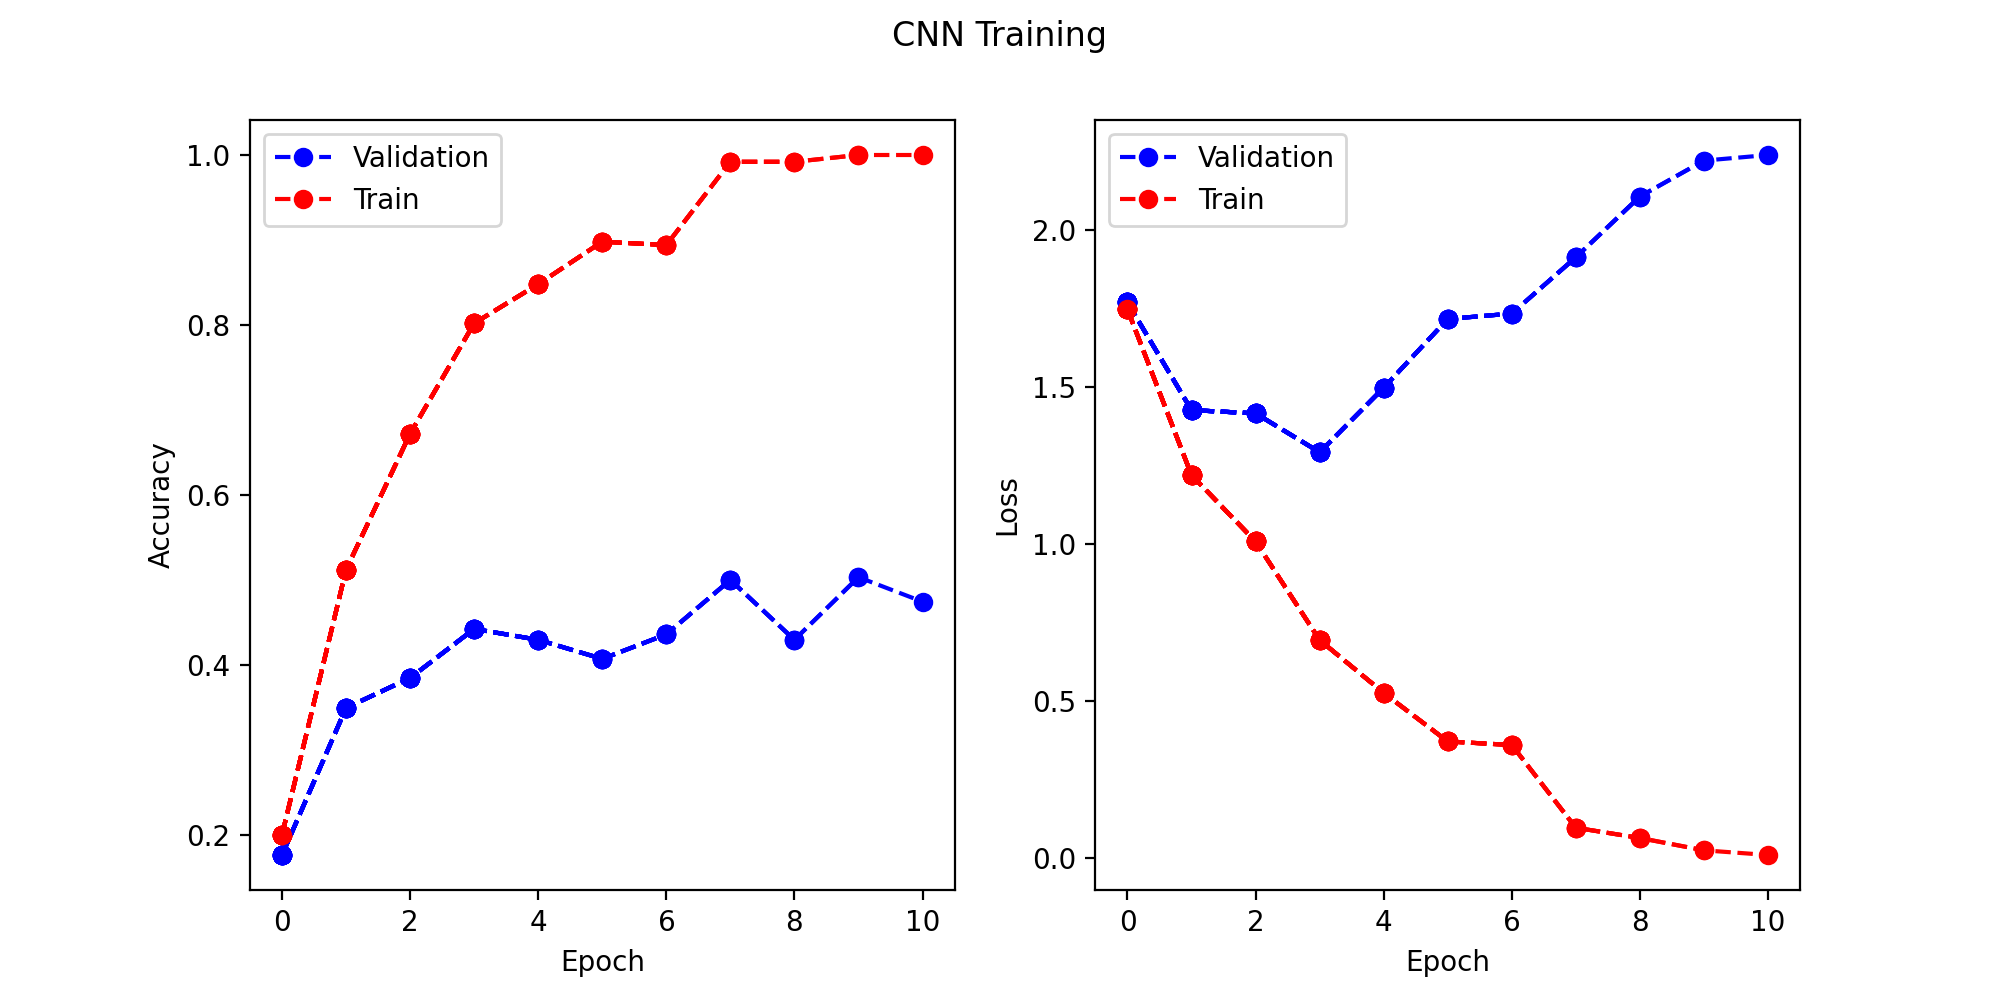 CNN Training
Validation
Train
1.0
0.8
0.6
0.4
0.2
Accuracy
0 2 4 6 8 10
Epoch
Validation
Train
2.0
1.5
1.0
0.5
0.0
Loss
0 2 4 6 8 10
Epoch